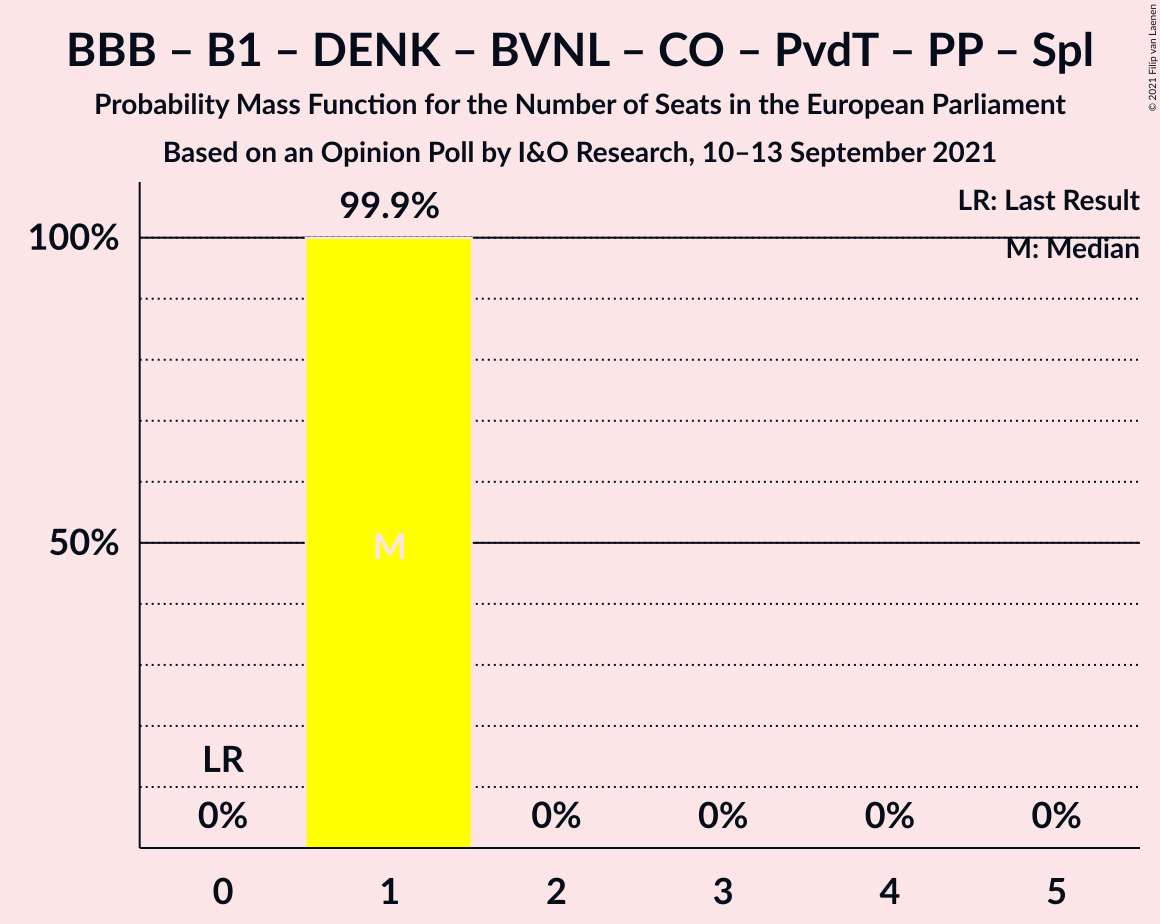 BBB – B1 – DENK – BVNL – CO – PvdT – PP – Spl
Probability Mass Function for the Number of Seats in the European Parliament
Based on an Opinion Poll by I&O Research, 10–13 September 2021
© 2021 Filip van Laenen
LR: Last Result
M: Median
99.9%
100%
50%
M
LR
0%
0%
0%
0%
0%
0 1 2 3 4 5